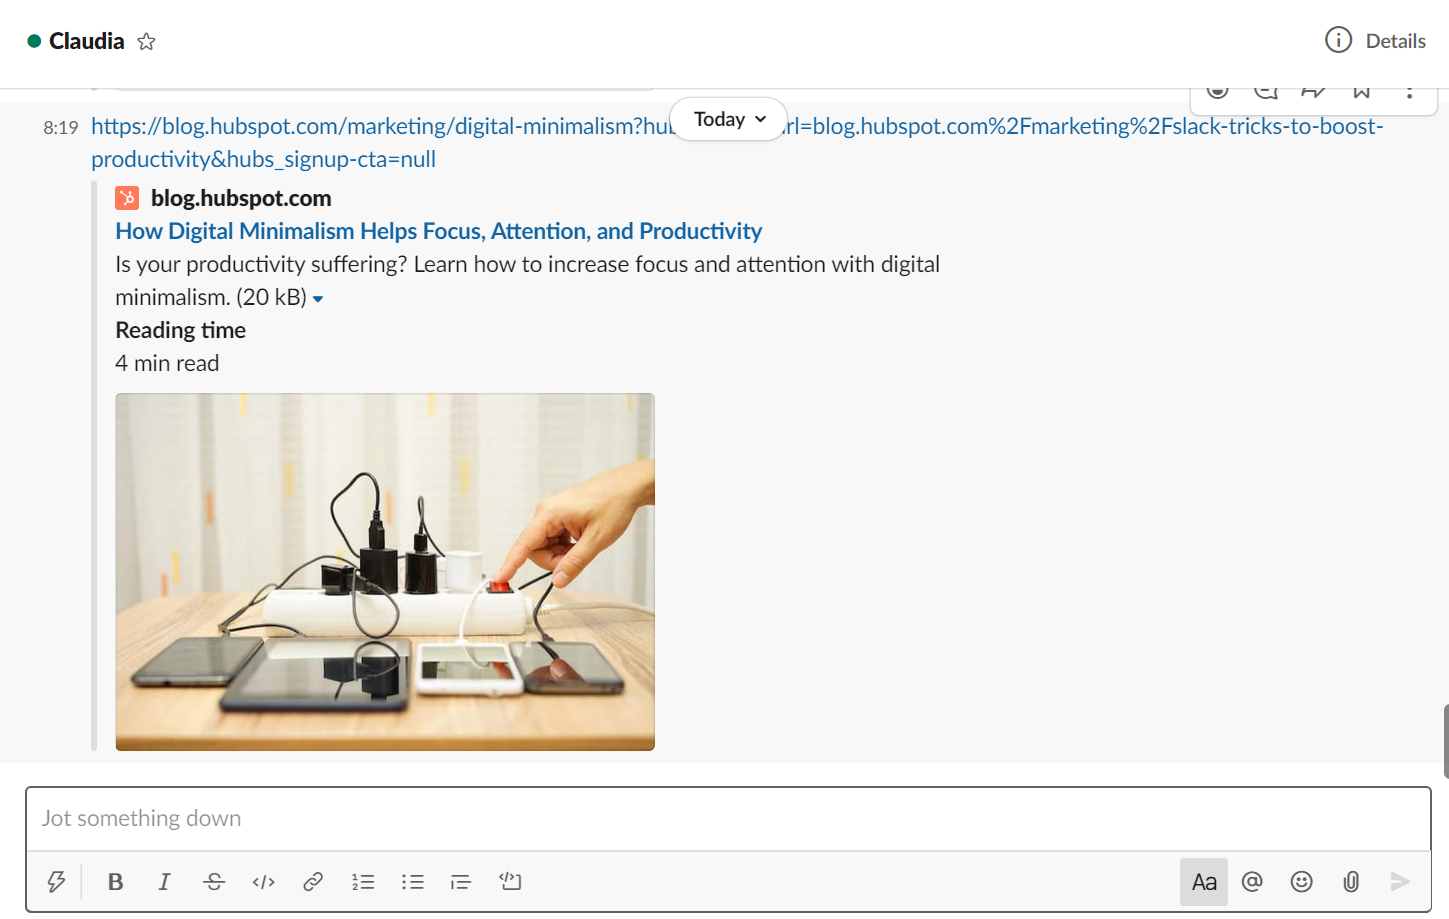 Claudia
Details
Today
8:19 https://blog.hubspot.com/marketing/digital-minimalism? rl=blog.hubspot.com%2Fmarketing%2Fslack-tricks-to-boost-
productivity&hubs_signup-cta=null
blog.hubspot.com
How Digital Minimalism Helps Focus, Attention, and Productivity
Is your productivity suffering? Learn how to increase focus and attention with digital
minimalism. (20 kB)
Reading time
4 min read
Jot something down
B I S </> Aa @